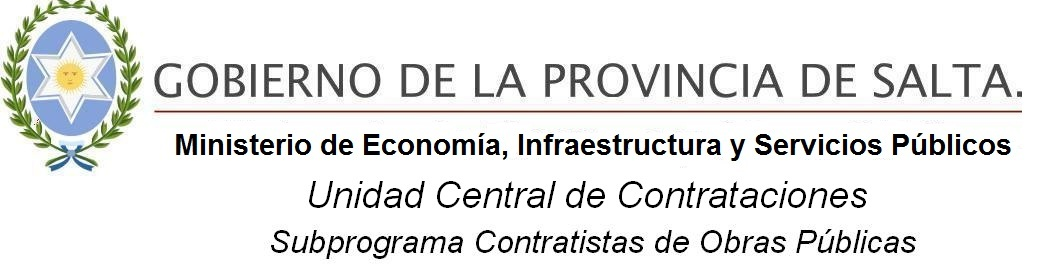 GOBIERNO DE LA PROVINCIA DE SALTA.
Ministerio de Economía, Infraestructura y Servicios Públicos
Unidad Central de Contrataciones
Subprograma Contratistas de Obras Públicas